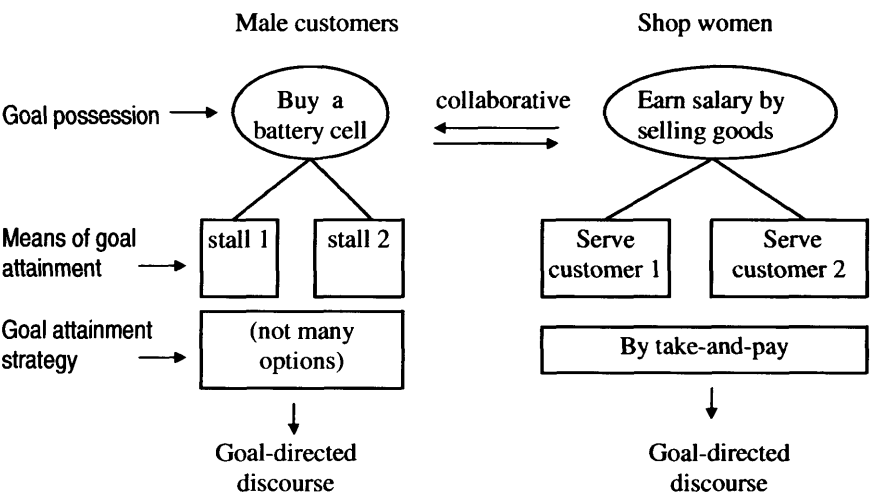 Male customers
Shop women
Goal possession
Buy a
battery cell
collaborative
Earn salary by
selling goods
Means of goal
attainment
stall 1
stall 2
Serve
customer 1
Serve
customer 2
Goal attainment
strategy
(not many
options)
By take-and-pay
Goal-directed
discourse
Goal-directed
discourse